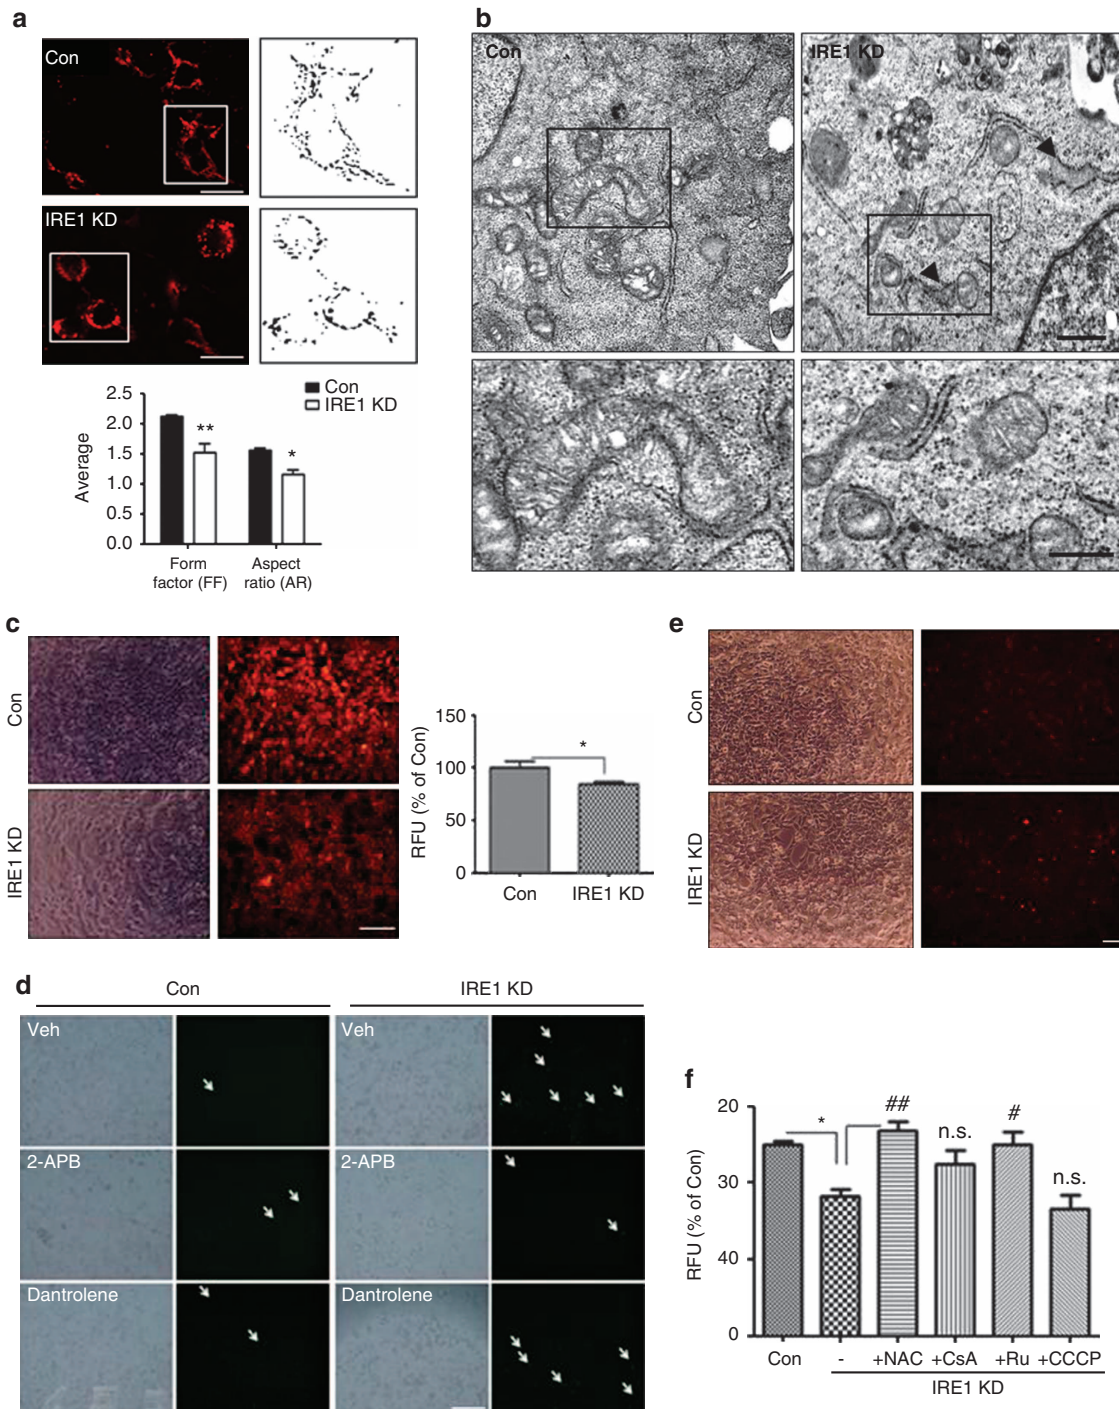 a
Con
IRE1 KD
Con
IRE1 KD
2.5
2.0
1.5
1.0
0.5
0.0
Average
**
*
Form
factor (FF)
Aspect
ratio (AR)
b
Con
IRE1 KD
c
Con
IRE1 KD
150
100
50
0
RFU (% of Con)
*
Con
IRE1 KD
d
Con
IRE1 KD
Veh
Veh
2-APB
2-APB
Dantrolene
Dantrolene
e
Con
IRE1 KD
f
20
30
40
0
RFU (% of Con)
*
##
n.s.
#
n.s.
Con
-
+NAC
+CsA
+Ru
+CCCP
IRE1 KD